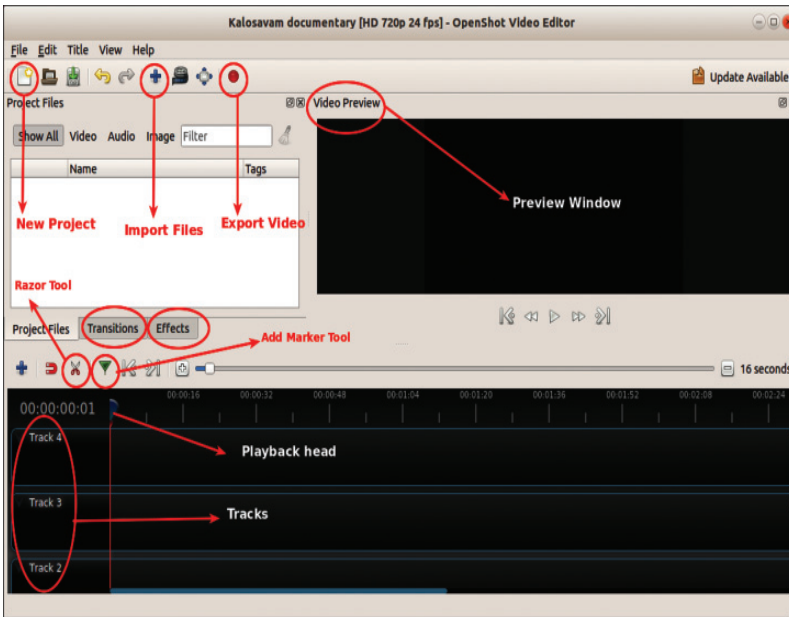 Kalosavam documentary [HD 720p 24 fps] - OpenShot Video Editor
File Edit Title View Help
Update Available
Project Files
Video Preview
Show All Video Audio Image Filter
Name Tags
New Project
Import Files
Export Video
Preview Window
Razor Tool
Project Files Transitions Effects
Add Marker Tool
16 seconds
00:00:00:01
00:00:16 00:00:32 00:00:48 00:01:04 00:01:20 00:01:36 00:01:52 00:02:08 00:02:24
Track 4
Playback head
Track 3
Tracks
Track 2